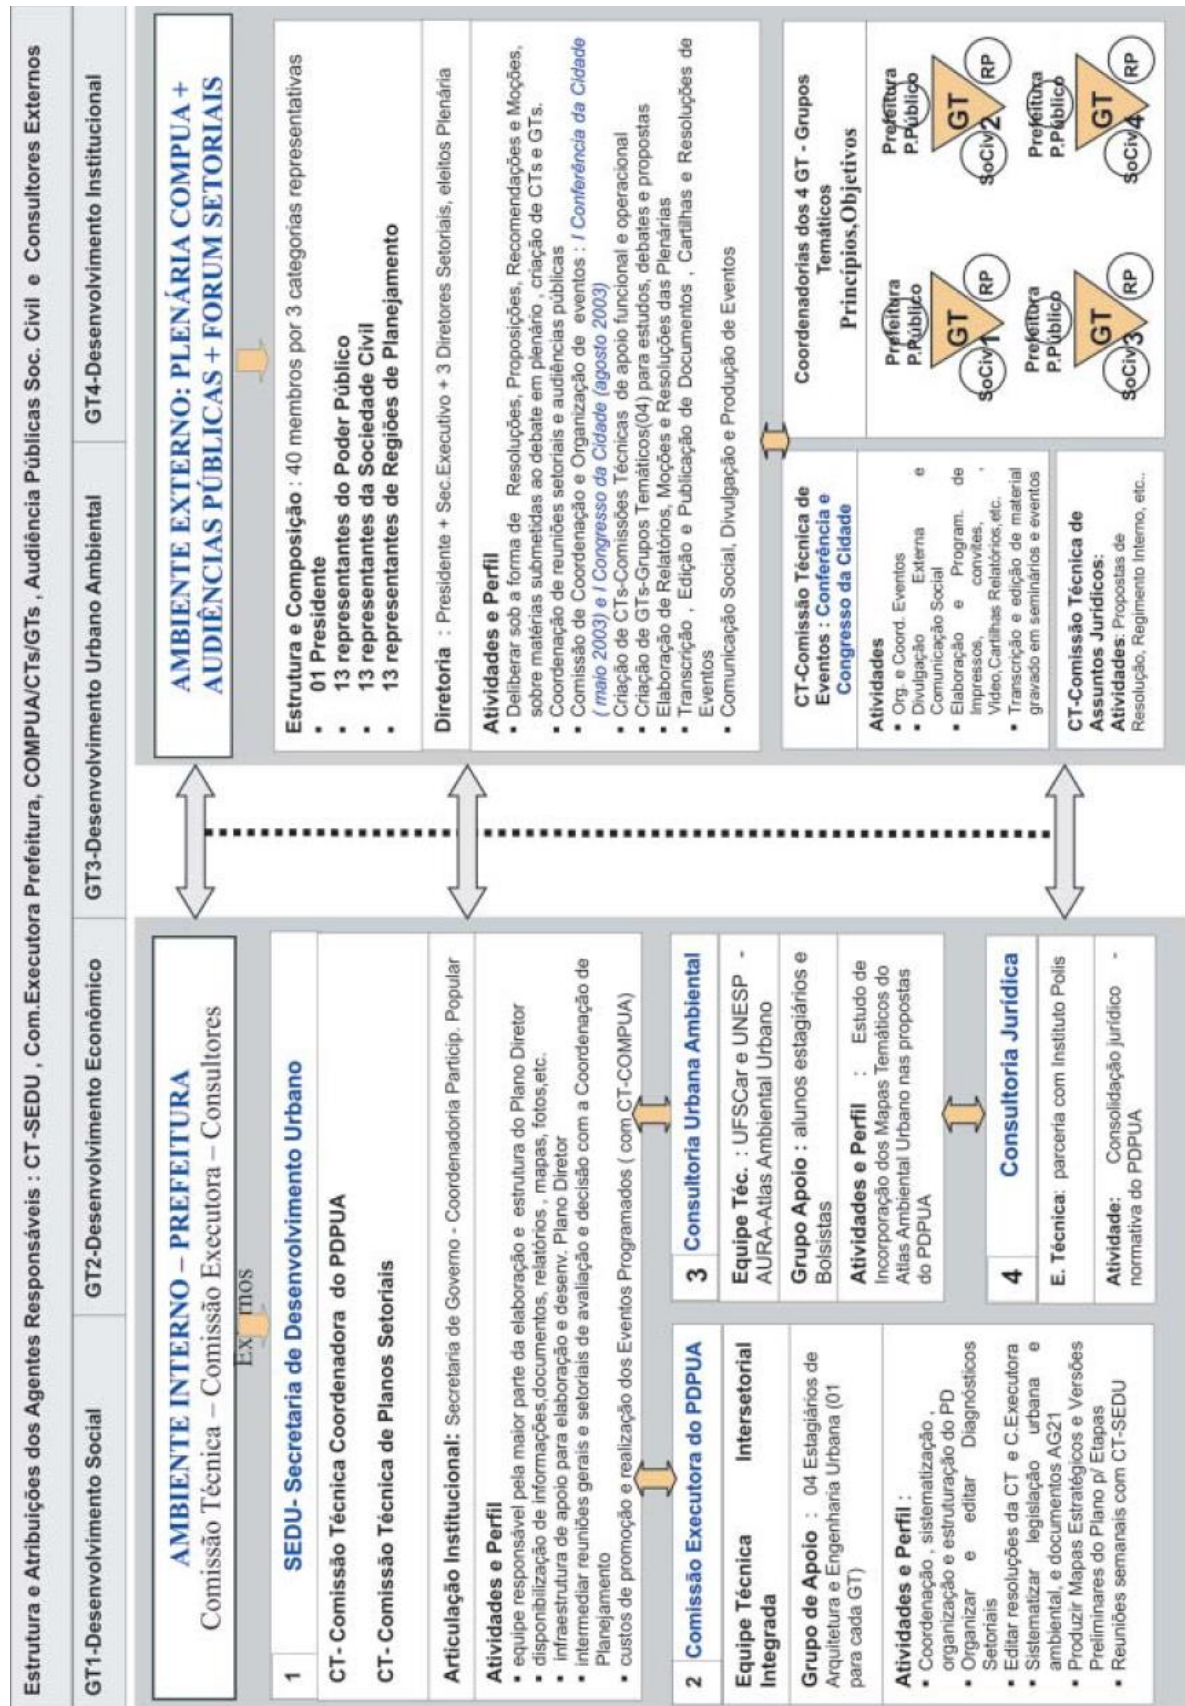 Estrutura e Atribuições dos Agentes Responsáveis : CT-SEDU , Com.Executora Prefeitura, COMPUA/CTs/GTs , Audiência Públicas Soc. Civil e Consultores Externos
GT1-Desenvolvimento Social
GT2-Desenvolvimento Econômico
GT3-Desenvolvimento Urbano Ambiental
GT4-Desenvolvimento Institucional
AMBIENTE INTERNO – PREFEITURA
Comissão Técnica – Comissão Executora – Consultores
1
SEDU- Secretaria de Desenvolvimento Urbano
CT- Comissão Técnica Coordenadora do PDPUA
CT- Comissão Técnica de Planos Setoriais
Articulação Institucional: Secretaria de Governo - Coordenadoria Particip. Popular
Atividades e Perfil
▪ equipe responsável pela maior parte da elaboração e estrutura do Plano Diretor
▪ disponibilização de informações,documentos, relatórios , mapas, fotos,etc.
▪ infraestrutura de apoio para elaboração e desenv. Plano Diretor
▪ intermediar reuniões gerais e setoriais de avaliação e decisão com a Coordenação de
Planejamento
▪ custos de promoção e realização dos Eventos Programados ( com CT-COMPUA)
2 Comissão Executora do PDPUA
Equipe Técnica Intersetorial
Integrada
Grupo de Apoio : 04 Estagiários de
Arquitetura e Engenharia Urbana (01
para cada GT)
Atividades e Perfil :
▪ Coordenação , sistematização ,
organização e estruturação do PD
▪ Organizar e editar Diagnósticos
Setoriais
▪ Editar resoluções da CT e C.Executora
▪ Sistematizar legislação urbana e
ambiental, e documentos AG21
▪ Produzir Mapas Estratégicos e Versões
Preliminares do Plano p/ Etapas
▪ Reuniões semanais com CT-SEDU
3 Consultoria Urbana Ambiental
Equipe Téc. : UFSCar e UNESP -
AURA-Atlas Ambiental Urbano
Grupo Apoio : alunos estagiários e
Bolsistas
Atividades e Perfil : Estudo de
Incorporação dos Mapas Temáticos do
Atlas Ambiental Urbano nas propostas
do PDPUA
4 Consultoria Jurídica
E. Técnica: parceria com Instituto Polis
Atividade: Consolidação jurídico -
normativa do PDPUA
AMBIENTE EXTERNO: PLENÁRIA COMPUA +
AUDIÊNCIAS PÚBLICAS + FORUM SETORIAIS
Estrutura e Composição : 40 membros por 3 categorias representativas
▪ 01 Presidente
▪ 13 representantes do Poder Público
▪ 13 representantes da Sociedade Civil
▪ 13 representantes de Regiões de Planejamento
Diretoria : Presidente + Sec.Executivo + 3 Diretores Setoriais, eleitos Plenária
Atividades e Perfil
▪ Deliberar sob a forma de Resoluções, Proposições, Recomendações e Moções,
sobre matérias submetidas ao debate em plenário , criação de CTs e GTs.
▪ Coordenação de reuniões setoriais e audiências públicas
▪ Comissão de Coordenação e Organização de eventos : I Conferência da Cidade
( maio 2003) e I Congresso da Cidade (agosto 2003)
▪ Criação de CTs-Comissões Técnicas de apoio funcional e operacional
▪ Criação de GTs-Grupos Temáticos(04) para estudos, debates e propostas
▪ Elaboração de Relatórios, Moções e Resoluções das Plenárias
▪ Transcrição , Edição e Publicação de Documentos , Cartilhas e Resoluções de
Eventos
▪ Comunicação Social, Divulgação e Produção de Eventos
CT-Comissão Técnica de
Eventos : Conferência e
Congresso da Cidade
Atividades
▪ Org. e Coord. Eventos
▪ Divulgação Externa e
Comunicação Social
▪ Elaboração e Program. de
Impressos, convites, ,
Video,Cartilhas Relatórios,etc.
▪ Transcrição e edição de material
gravado em seminários e eventos
CT-Comissão Técnica de
Assuntos Jurídicos:
Atividades: Propostas de
Resolução, Regimento Interno, etc..
Coordenadorias dos 4 GT - Grupos
Temáticos
Princípios,Objetivos
Prefeitura
P.Público
GT
SoCiv 1 RP
Prefeitura
P.Público
GT
SoCiv 2 RP
Prefeitura
P.Público
GT
SoCiv 3 RP
Prefeitura
P.Público
GT
SoCiv 4 RP